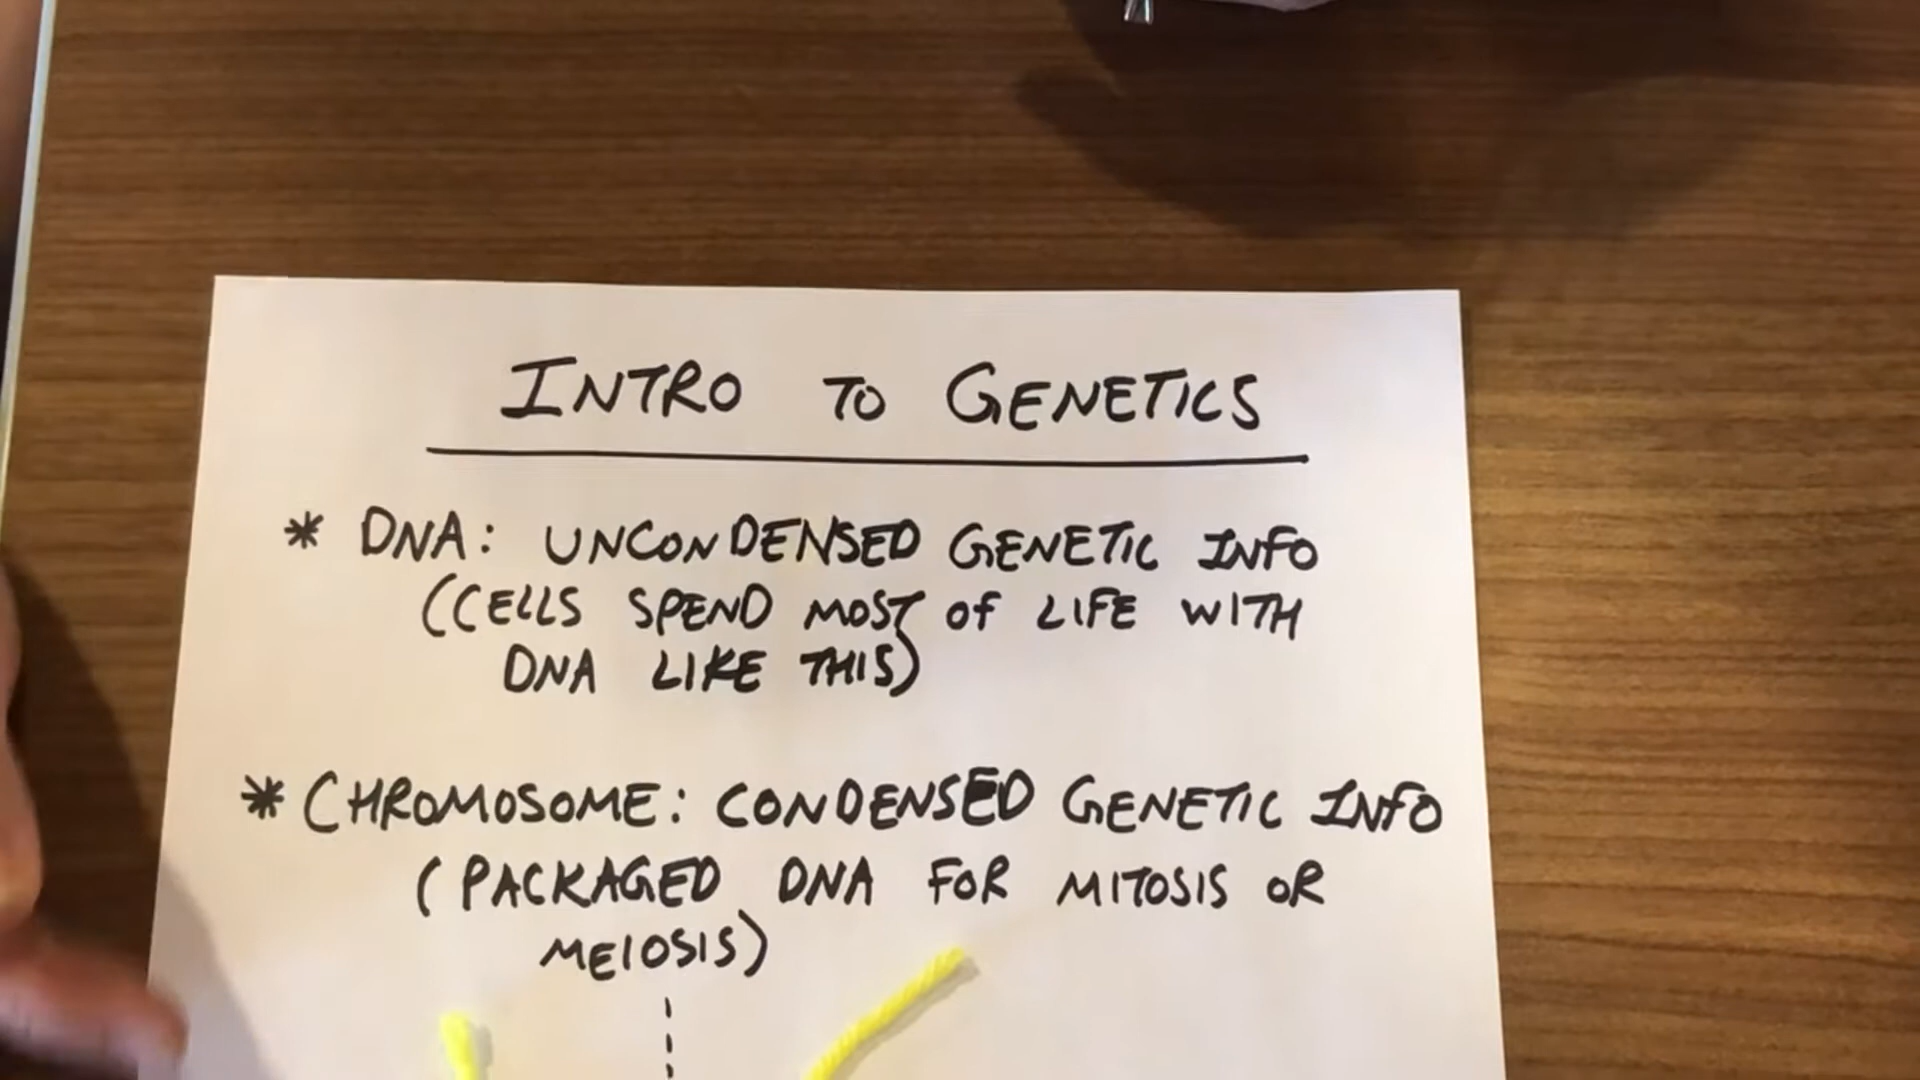 INTRO TO GENETICS
* DNA: UNCONDENSED GENETIC INFO
(CELLS SPEND MOST OF LIFE WITH
DNA LIKE THIS)
* CHROMOSOME: CONDENSED GENETIC INFO
(PACKAGED DNA FOR MITOSIS OR
MEIOSIS)